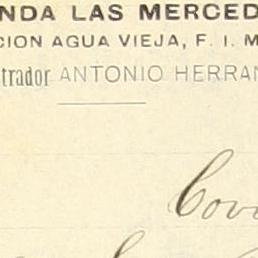 NDA LAS MERCED
CION AGUA VIEJA, F. I. M
trador ANTONIO HERRAN
Cov